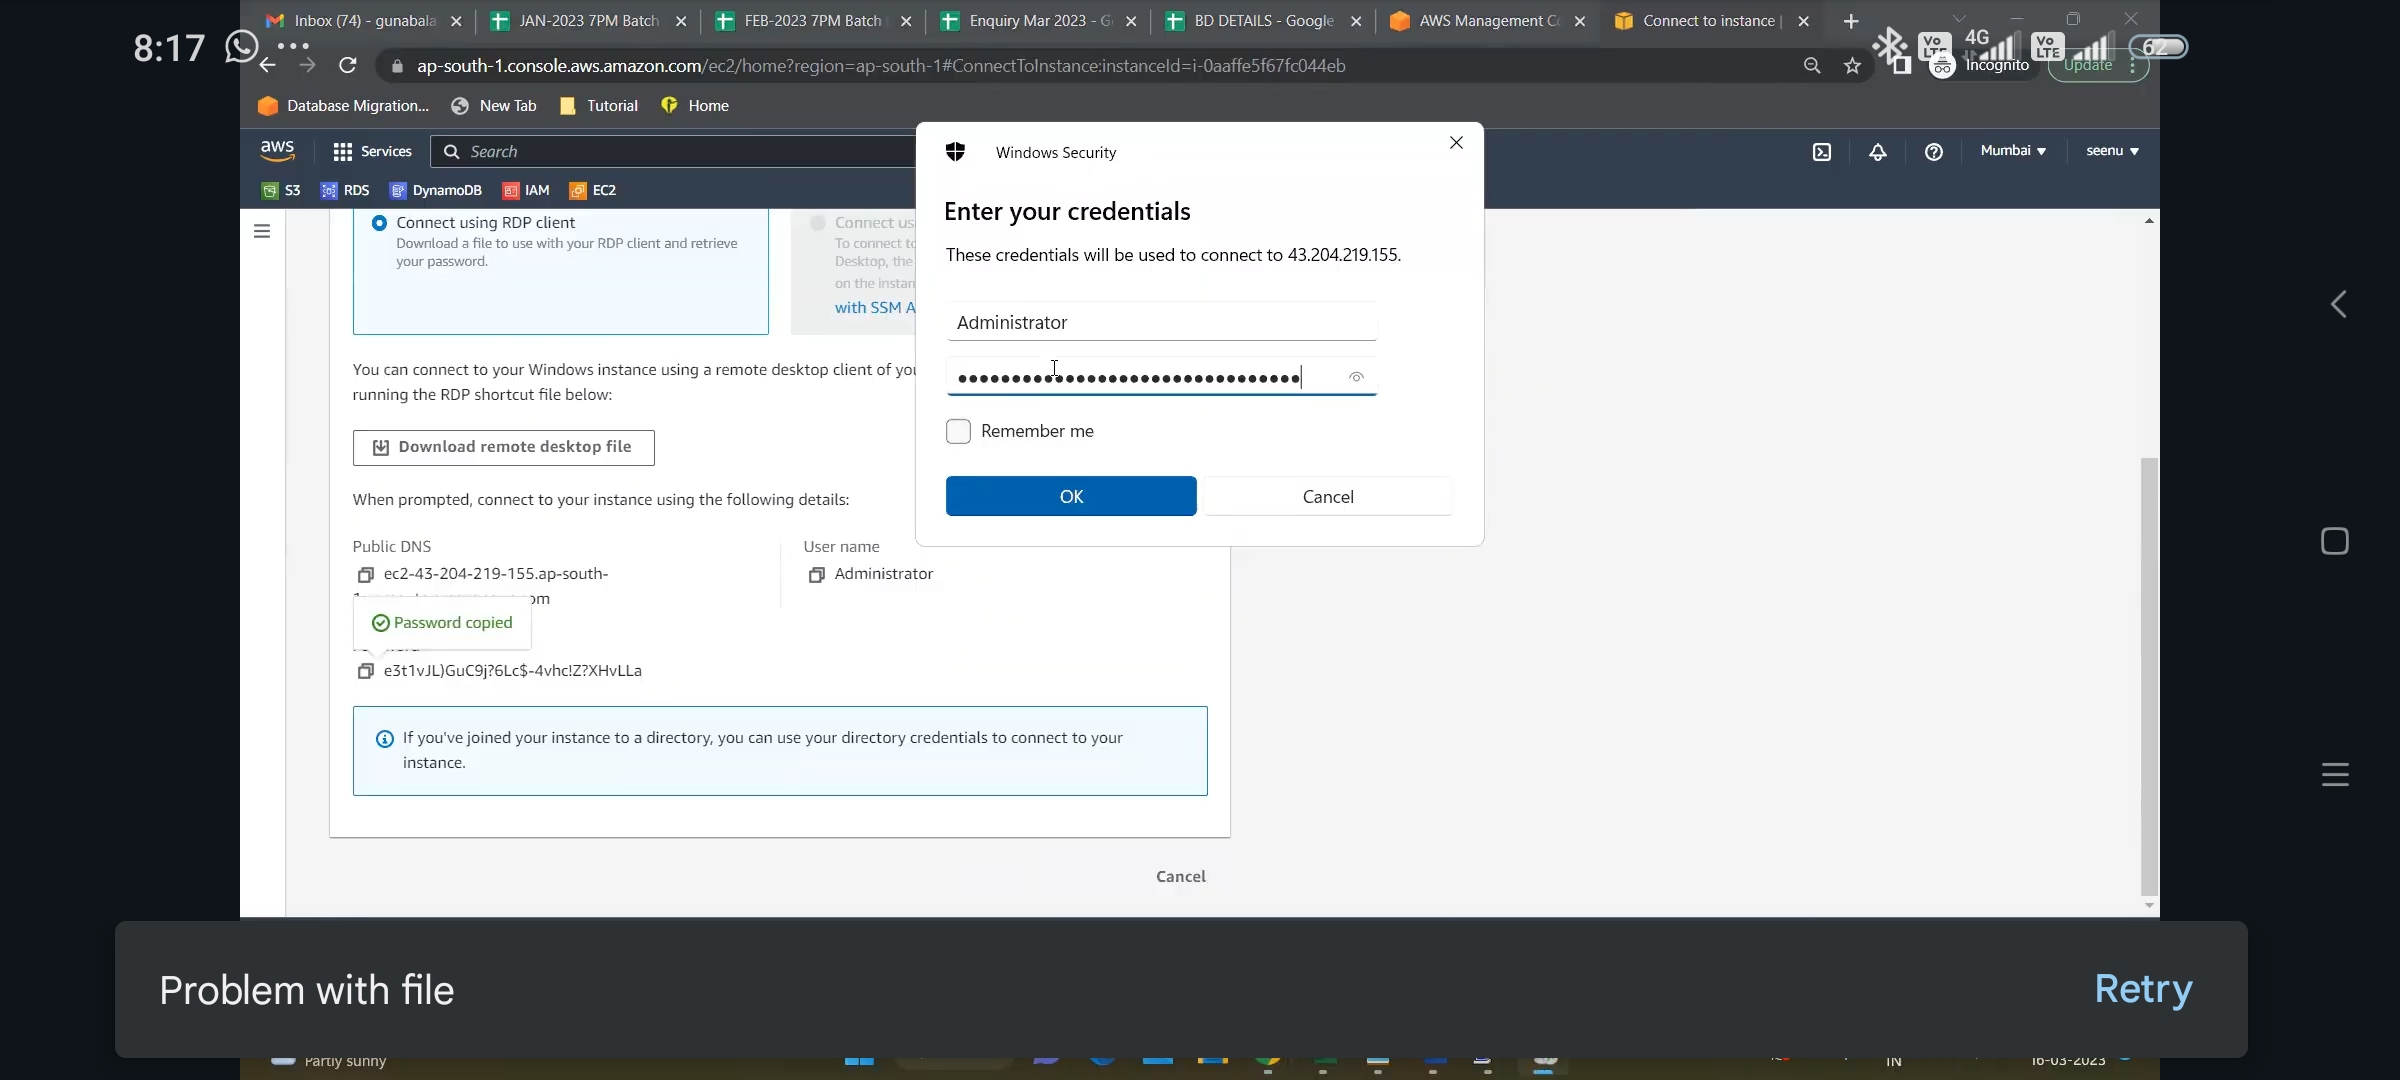 Inbox (74) - gunabala
JAN-2023 7PM Batch
FEB-2023 7PM Batch
Enquiry Mar 2023 - G
BD DETAILS - Google
AWS Management C
Connect to instance |
8:17
4G
Vo LTE
Vo LTE
62
ap-south-1.console.aws.amazon.com/ec2/home?region=ap-south-1#ConnectToInstance:instanceId=i-0aaffe5f67fc044eb
Incognito
Update
Database Migration...
New Tab
Tutorial
Home
aws
Services
Search
Mumbai
seenu
S3
RDS
DynamoDB
IAM
EC2
Windows Security
Enter your credentials
These credentials will be used to connect to 43.204.219.155.
Administrator
Remember me
OK
Cancel
Connect using RDP client
Download a file to use with your RDP client and retrieve
your password.
Connect us
To connect to
Desktop, the
on the instan
with SSM A
You can connect to your Windows instance using a remote desktop client of you
running the RDP shortcut file below:
Download remote desktop file
When prompted, connect to your instance using the following details:
Public DNS
ec2-43-204-219-155.ap-south-
om
User name
Administrator
Password copied
e3t1vJL)GuC9j?6Lc$-4vhc!Z?XHvLLa
If you've joined your instance to a directory, you can use your directory credentials to connect to your
instance.
Cancel
Problem with file
Retry
Partly sunny
IN
16-03-2023